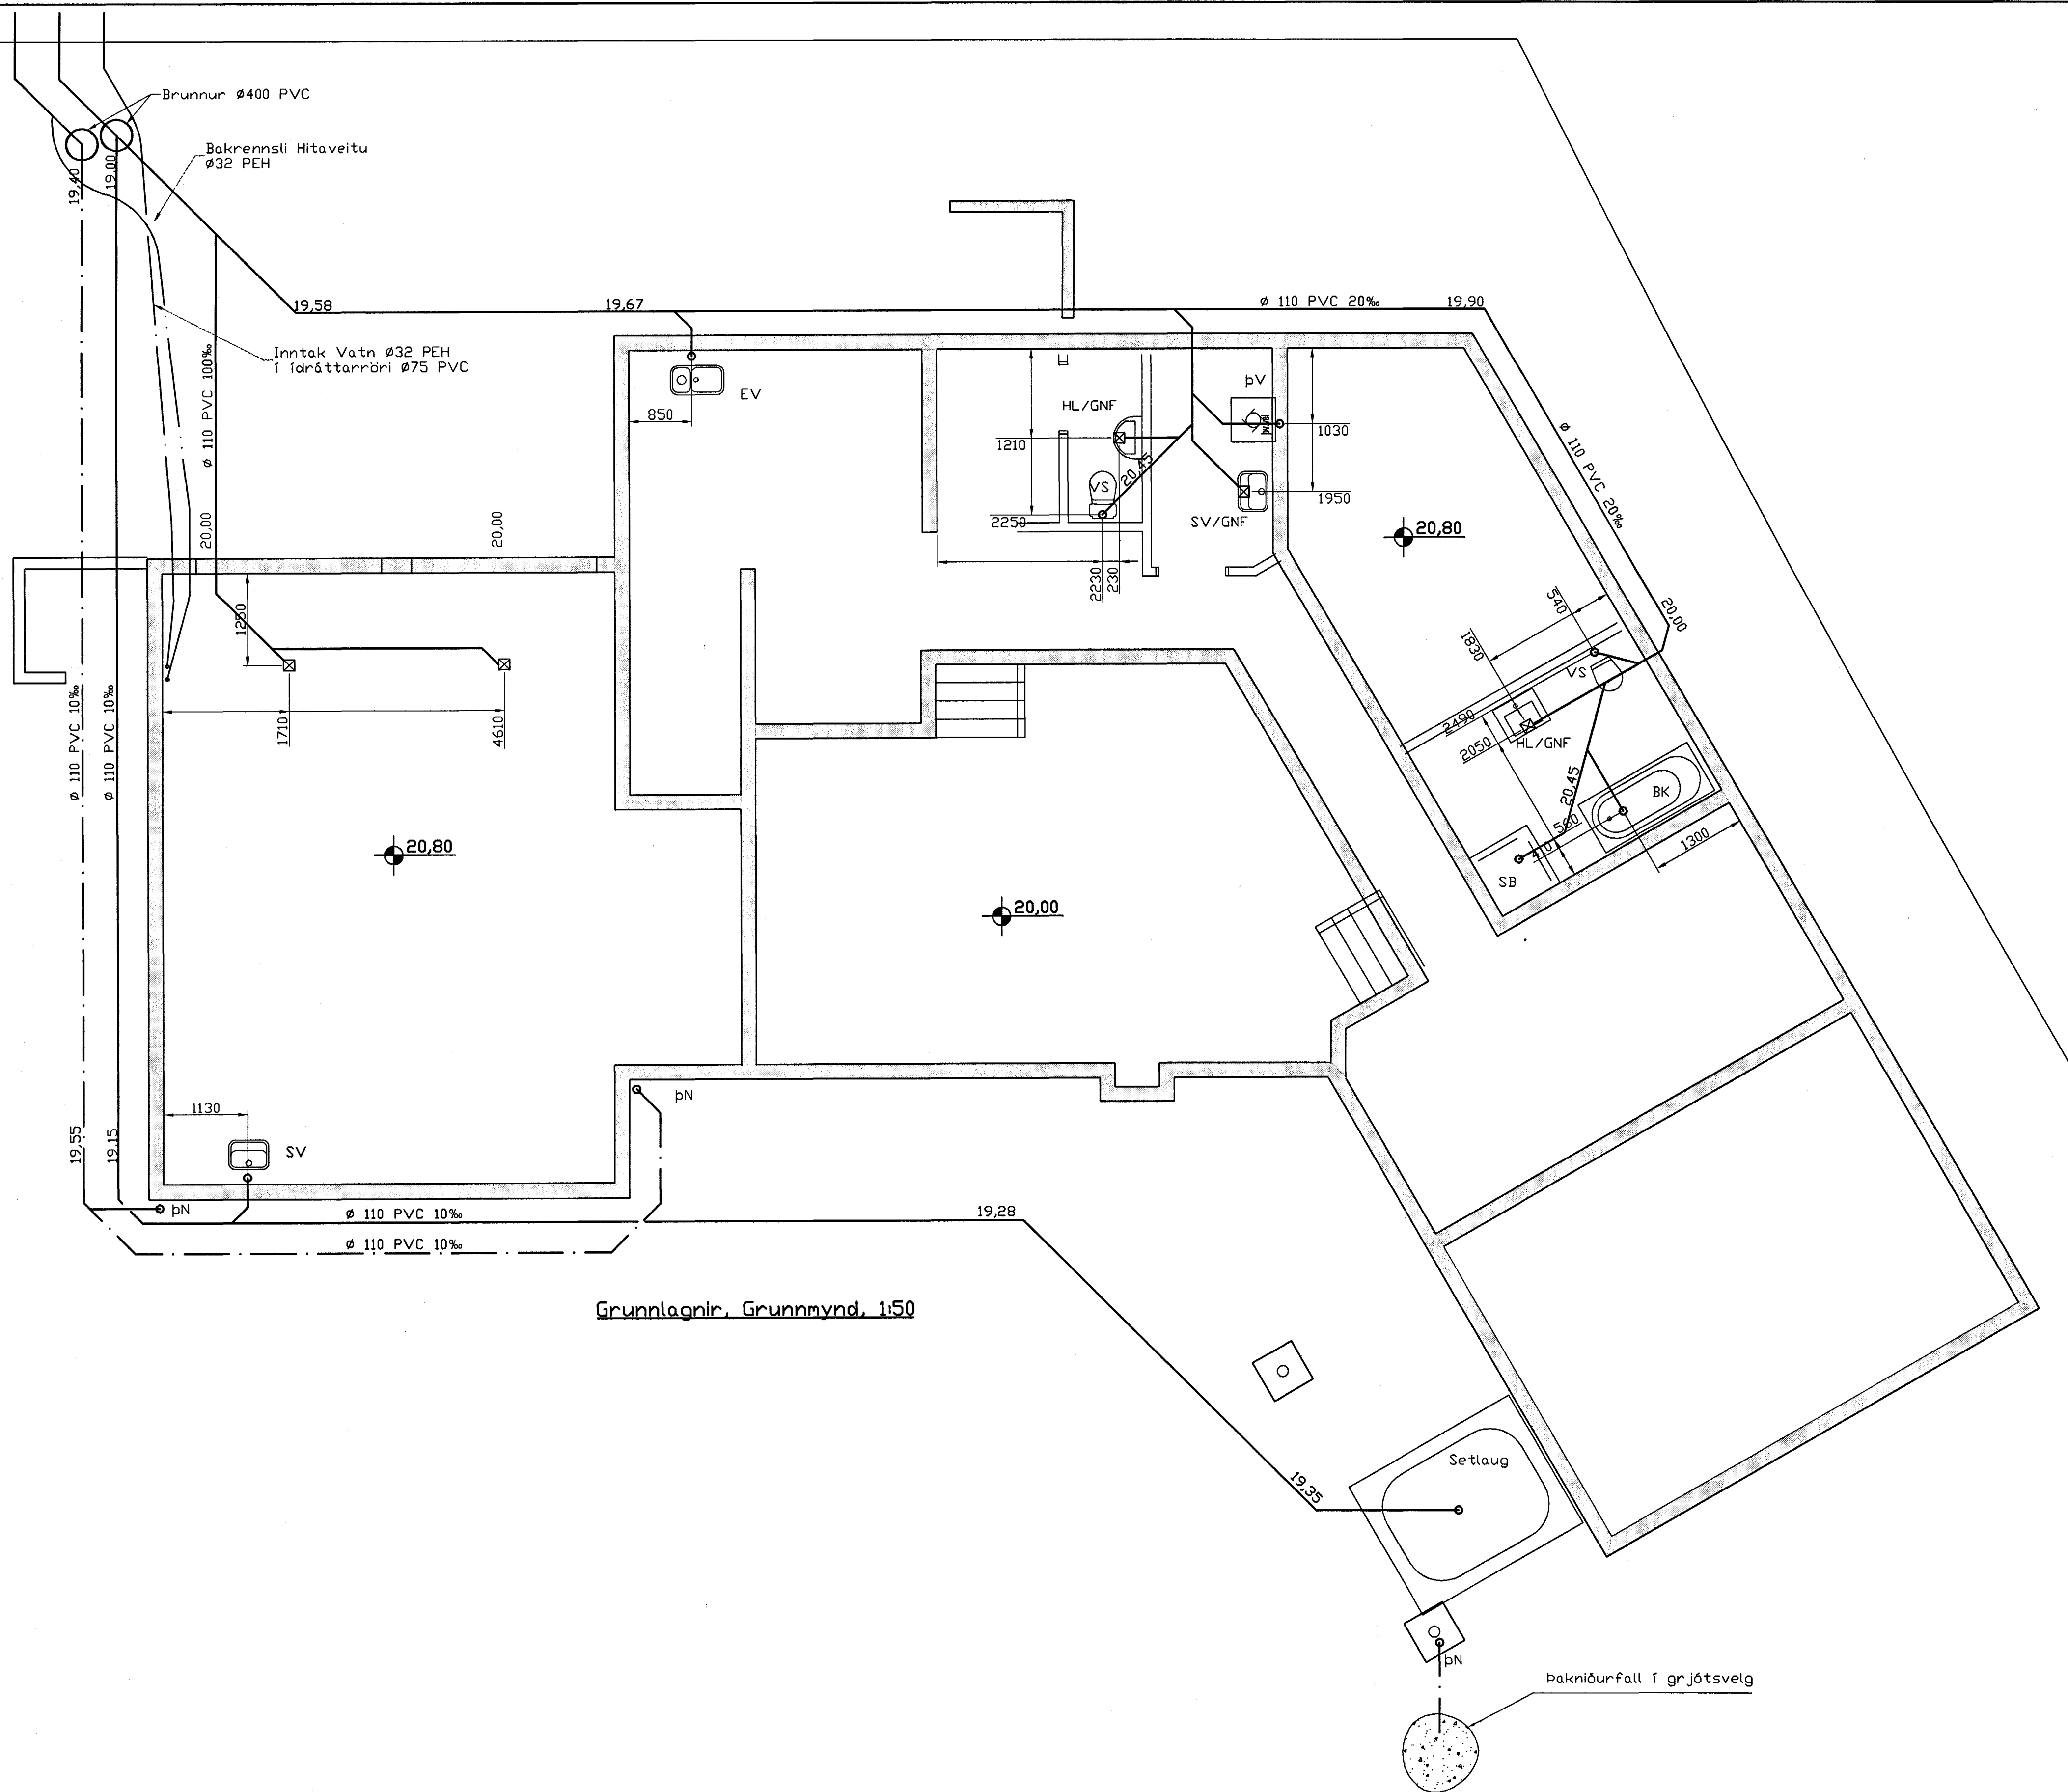 Brunnur ø400 PVC
Bakrennsli Hitaveitu
ø32 PEH
19,40
19,00
19,58
19,67
ø 110 PVC 20‰
19,90
Inntak Vatn ø32 PEH
í ídráttarröri ø75 PVC
ø 110 PVC 100‰
EV
850
HL/GNF
þV
þv.vél
1210
1030
ø 110 PVC 20‰
VS
20,45
2250
SV/GNF
1950
20,80
20,00
20,00
2230
230
1250
540
20,00
1830
VS
1710
4610
2490
2050
HL/GNF
ø 110 PVC 10‰
ø 110 PVC 10‰
20,45
BK
560
410
1300
SB
20,80
20,00
þN
1130
19,55
19,15
SV
þN
ø 110 PVC 10‰
19,28
ø 110 PVC 10‰
Grunnlagnir, Grunnmynd, 1:50
Setlaug
19,35
þN
Þakniðurfall í grjótsvelg